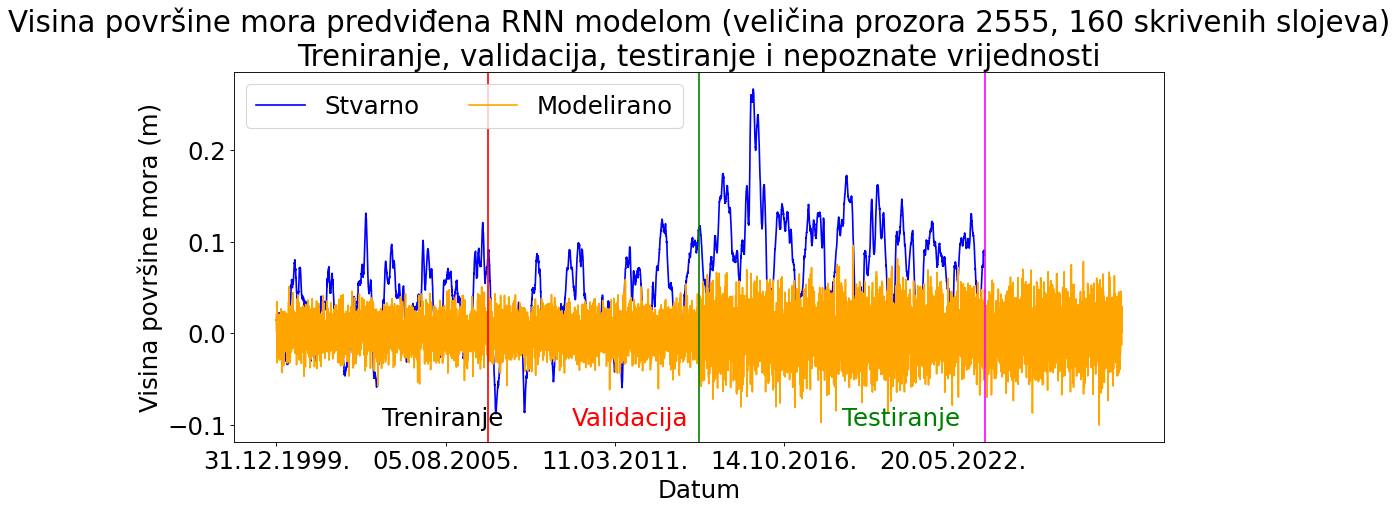 Visina površine mora predviđena RNN modelom (veličina prozora 2555, 160 skrivenih slojeva)
Treniranje, validacija, testiranje i nepoznate vrijednosti
Stvarno Modelirano
Visina površine mora (m)
0.2
0.1
0.0
−0.1
Treniranje Validacija Testiranje
31.12.1999. 05.08.2005. 11.03.2011. 14.10.2016. 20.05.2022.
Datum